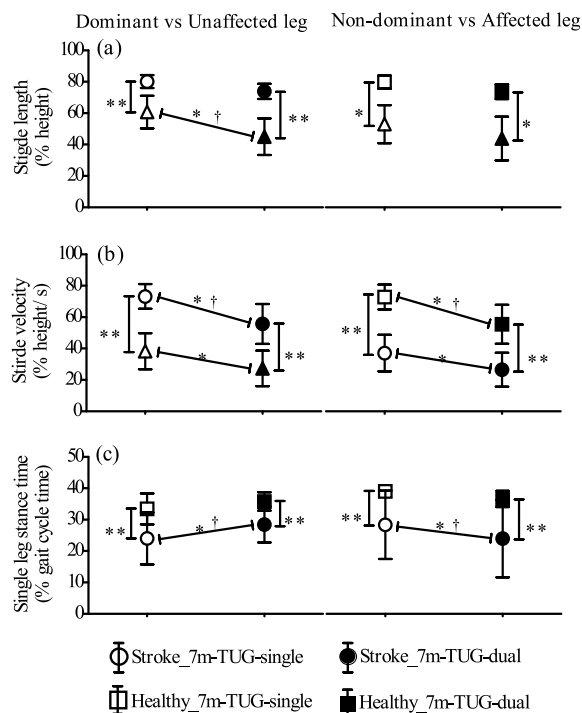 Dominant vs Unaffected leg
Non-dominant vs Affected leg
(a)
Stigde length
(% height)
100
80
60
40
20
0
**
* †
**
*
*
(b)
Stirde velocity
(% height/ s)
100
80
60
40
20
0
**
* †
*
**
**
* †
*
**
(c)
Single leg stance time
(% gait cycle time)
50
40
30
20
10
0
**
* †
**
**
* †
**
Stroke_7m-TUG-single
Stroke_7m-TUG-dual
Healthy_7m-TUG-single
Healthy_7m-TUG-dual